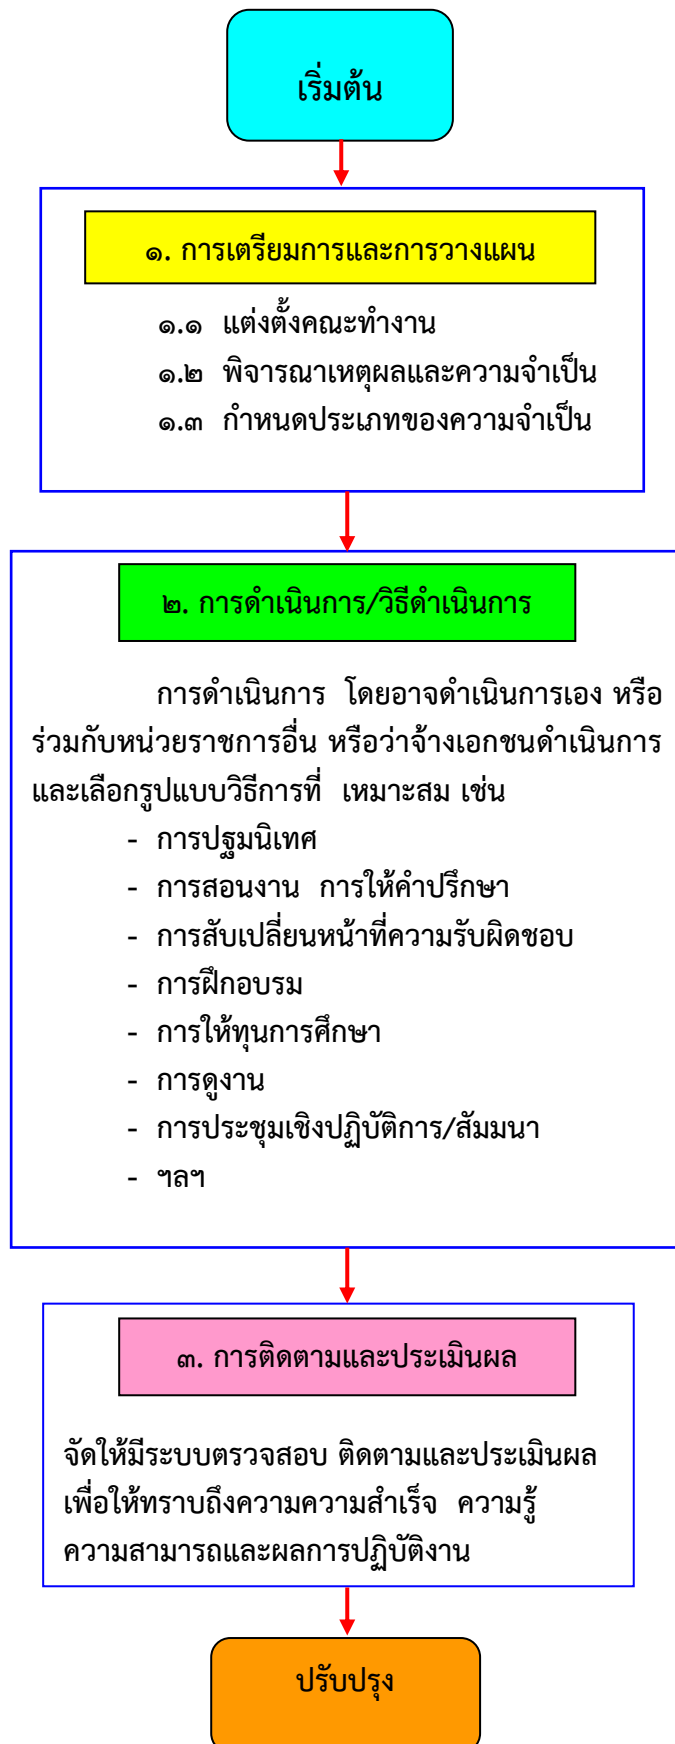 เริ่มต้น
๑. การเตรียมการและการวางแผน
๑.๑ แต่งตั้งคณะทำงาน
๑.๒ พิจารณาเหตุผลและความจำเป็น
๑.๓ กำหนดประเภทของความจำเป็น
๒. การดำเนินการ/วิธีดำเนินการ
การดำเนินการ โดยอาจดำเนินการเอง หรือ
ร่วมกับหน่วยราชการอื่น หรือว่าจ้างเอกชนดำเนินการ
และเลือกรูปแบบวิธีการที่ เหมาะสม เช่น
- การปฐมนิเทศ
- การสอนงาน การให้คำปรึกษา
- การสับเปลี่ยนหน้าที่ความรับผิดชอบ
- การฝึกอบรม
- การให้ทุนการศึกษา
- การดูงาน
- การประชุมเชิงปฏิบัติการ/สัมมนา
- ฯลฯ
๓. การติดตามและประเมินผล
จัดให้มีระบบตรวจสอบ ติดตามและประเมินผล
เพื่อให้ทราบถึงความความสำเร็จ ความรู้
ความสามารถและผลการปฏิบัติงาน
ปรับปรุง